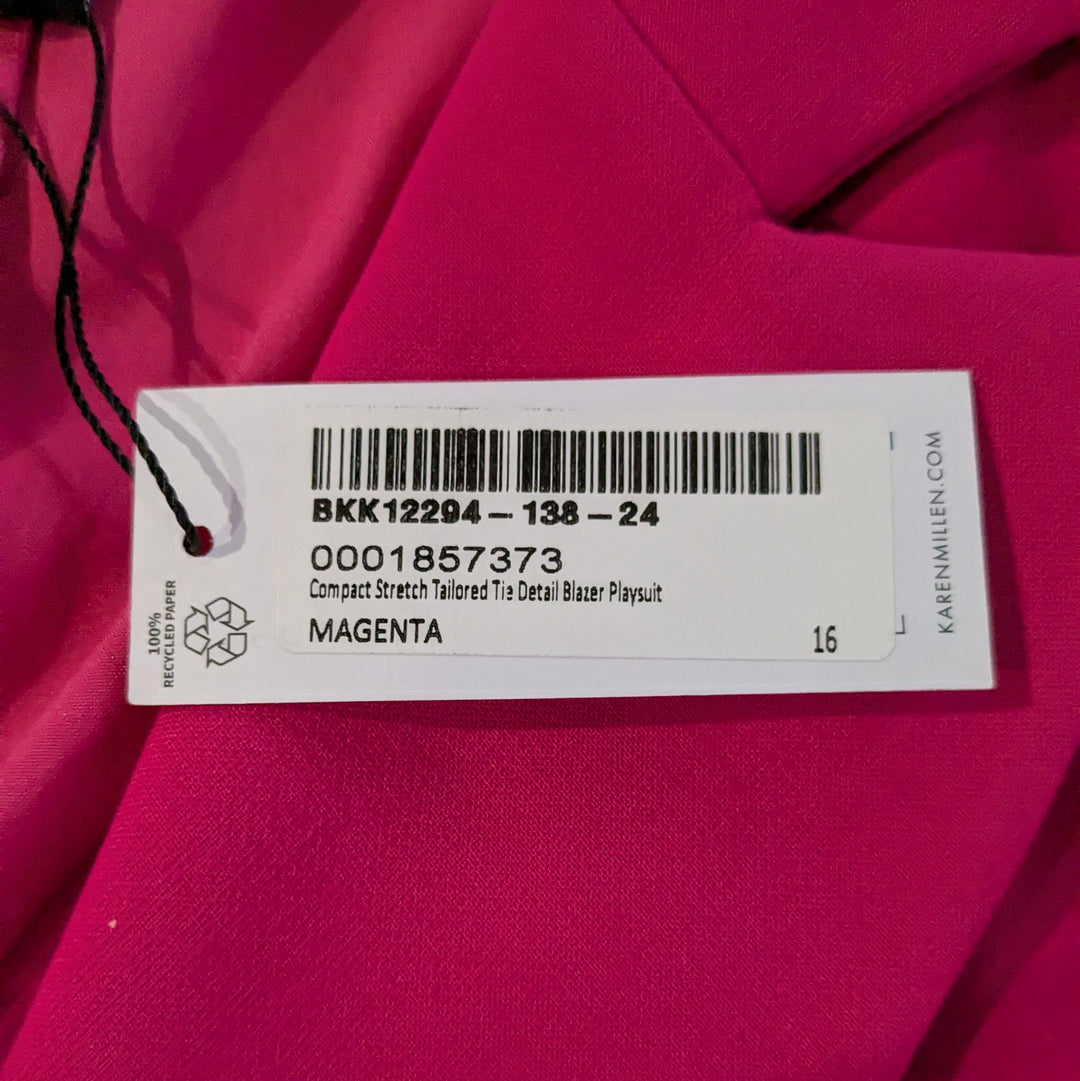 BKK12294-138-24
0001857373
Compact Stretch Tailored Tie Detail Blazer Playsuit
MAGENTA
16
100%
RECYCLED PAPER
KARENMILLEN.COM